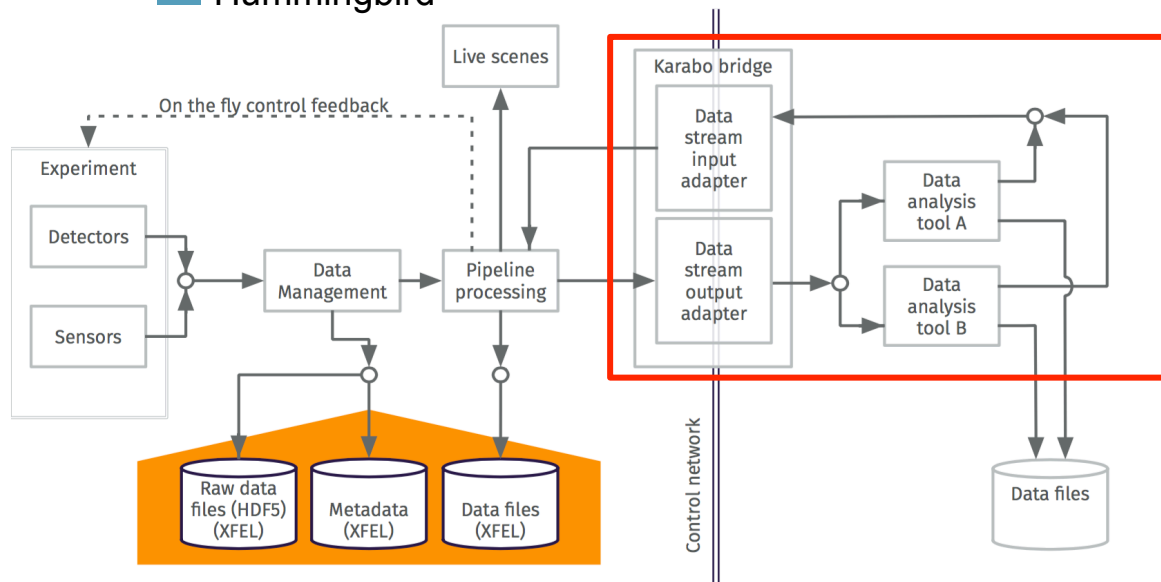 Hummingbird
Live scenes
Karabo bridge
On the fly control feedback
Data
stream
input
adapter
Experiment
Data
analysis
tool A
Detectors
Data
Management
Pipeline
processing
Data
stream
output
adapter
Data
analysis
tool B
Sensors
Control network
Raw data
files (HDF5)
(XFEL)
Metadata
(XFEL)
Data files
(XFEL)
Data files